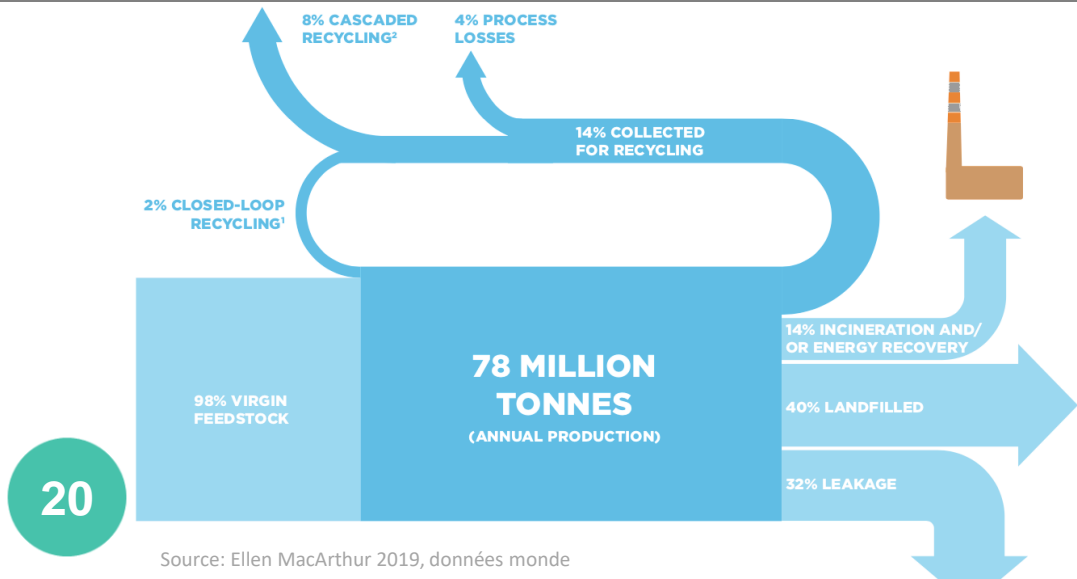 8% CASCADED
RECYCLING²
4% PROCESS
LOSSES
14% COLLECTED
FOR RECYCLING
2% CLOSED-LOOP
RECYCLING¹
14% INCINERATION AND/
OR ENERGY RECOVERY
78 MILLION
TONNES
(ANNUAL PRODUCTION)
98% VIRGIN
FEEDSTOCK
40% LANDFILLED
32% LEAKAGE
20
Source: Ellen MacArthur 2019, données monde